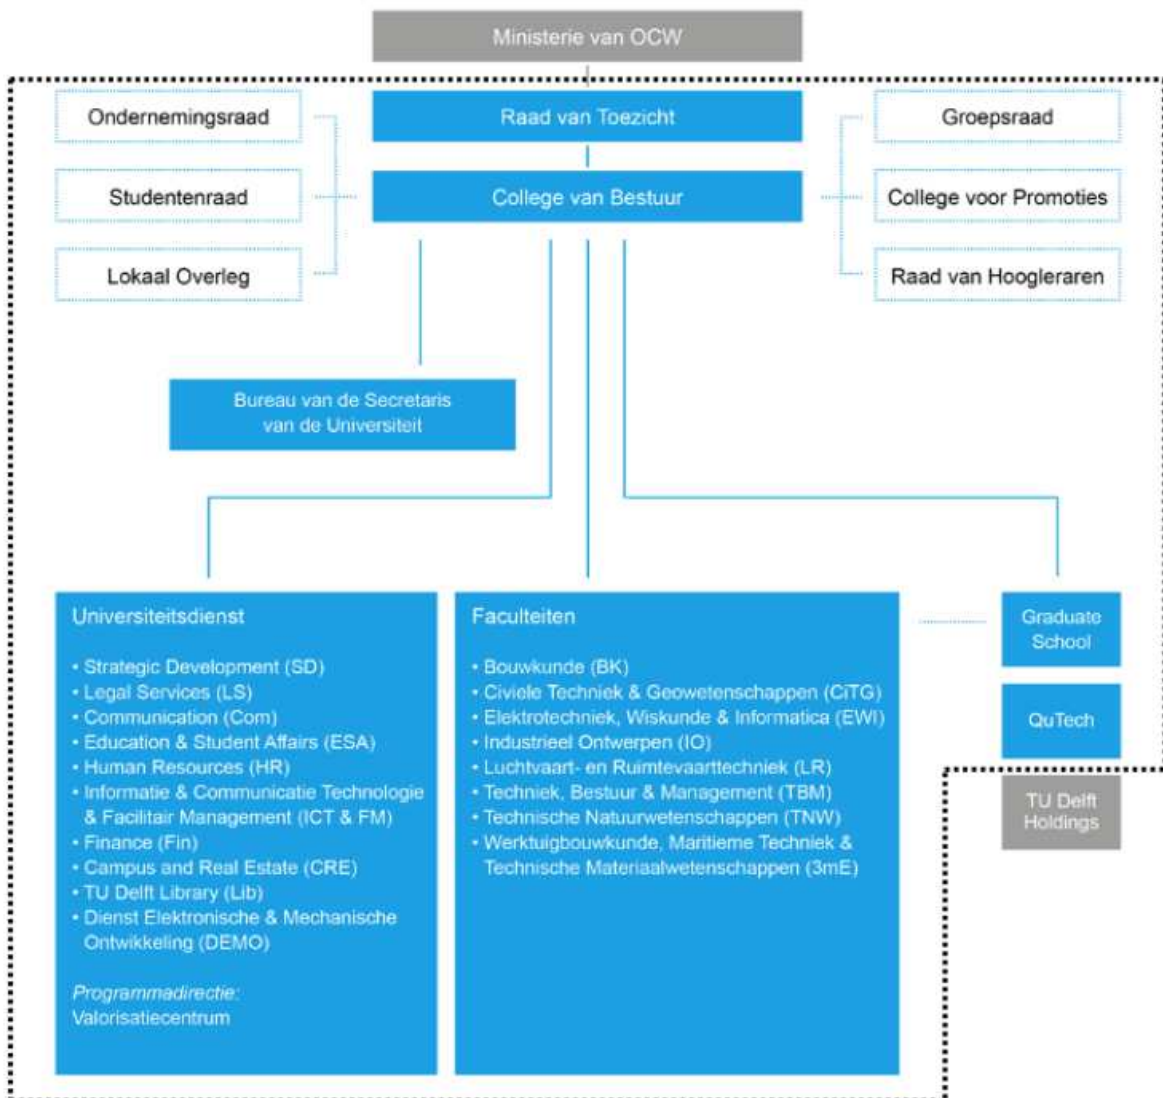 Ministerie van OCW
Ondernemingsraad
Raad van Toezicht
Groepsraad
Studentenraad
College van Bestuur
College voor Promoties
Lokaal Overleg
Raad van Hoogleraren
Bureau van de Secretaris
van de Universiteit
Universiteitsdienst
• Strategic Development (SD)
• Legal Services (LS)
• Communication (Com)
• Education & Student Affairs (ESA)
• Human Resources (HR)
• Informatie & Communicatie Technologie
& Facilitair Management (ICT & FM)
• Finance (Fin)
• Campus and Real Estate (CRE)
• TU Delft Library (Lib)
• Dienst Elektronische & Mechanische
Ontwikkeling (DEMO)
Programmadirectie:
Valorisatiecentrum
Faculteiten
• Bouwkunde (BK)
• Civiele Techniek & Geowetenschappen (CiTG)
• Elektrotechniek, Wiskunde & Informatica (EWI)
• Industrieel Ontwerpen (IO)
• Luchtvaart- en Ruimtevaarttechniek (LR)
• Techniek, Bestuur & Management (TBM)
• Technische Natuurwetenschappen (TNW)
• Werktuigbouwkunde, Maritieme Techniek &
Technische Materiaalwetenschappen (3mE)
Graduate
School
QuTech
TU Delft
Holdings